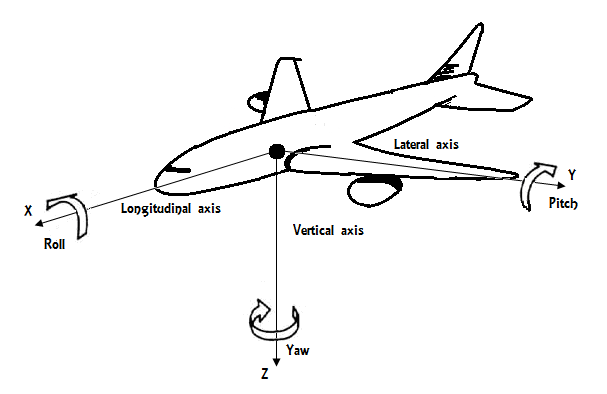 Lateral axis
Y
Pitch
X
Longitudinal axis
Roll
Vertical axis
Yaw
Z